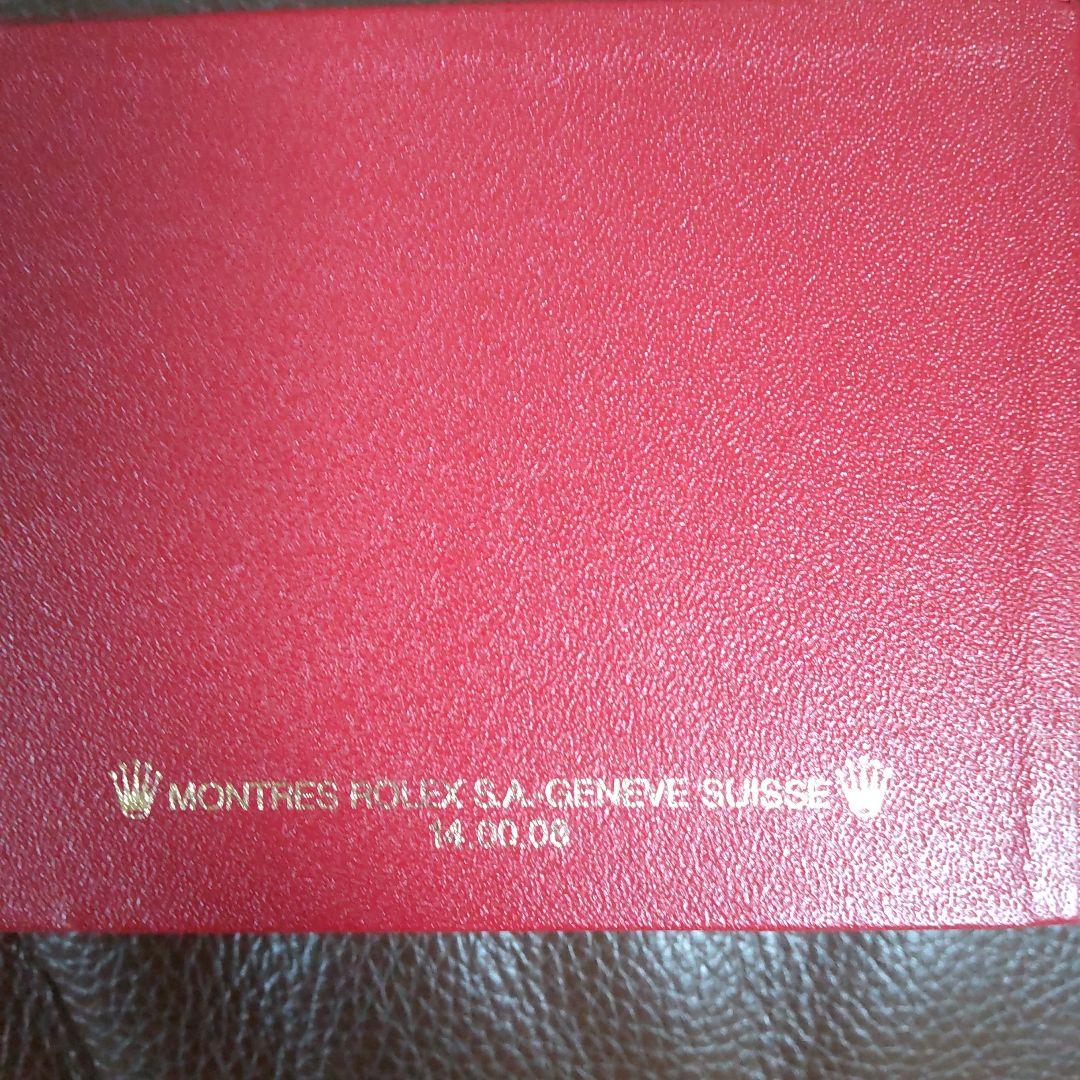 MONTRES ROLEX S.A. GENEVE SUISSE
14.00.08